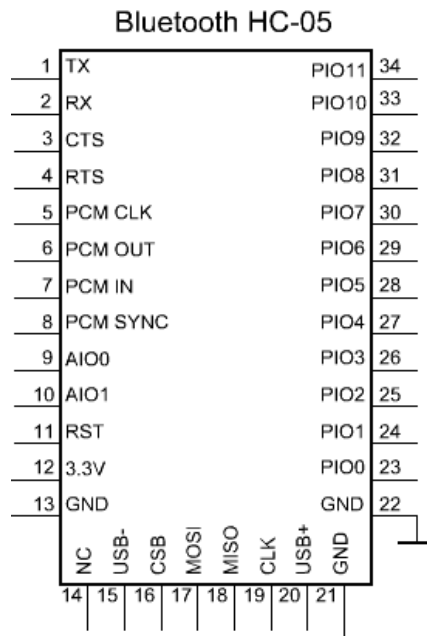 Bluetooth HC-05
1 TX PIO11 34
2 RX PIO10 33
3 CTS PIO9 32
4 RTS PIO8 31
5 PCM CLK PIO7 30
6 PCM OUT PIO6 29
7 PCM IN PIO5 28
8 PCM SYNC PIO4 27
9 AIO0 PIO3 26
10 AIO1 PIO2 25
11 RST PIO1 24
12 3.3V PIO0 23
13 GND GND 22
NC USB- CSB MOSI MISO CLK USB+ GND
14 15 16 17 18 19 20 21